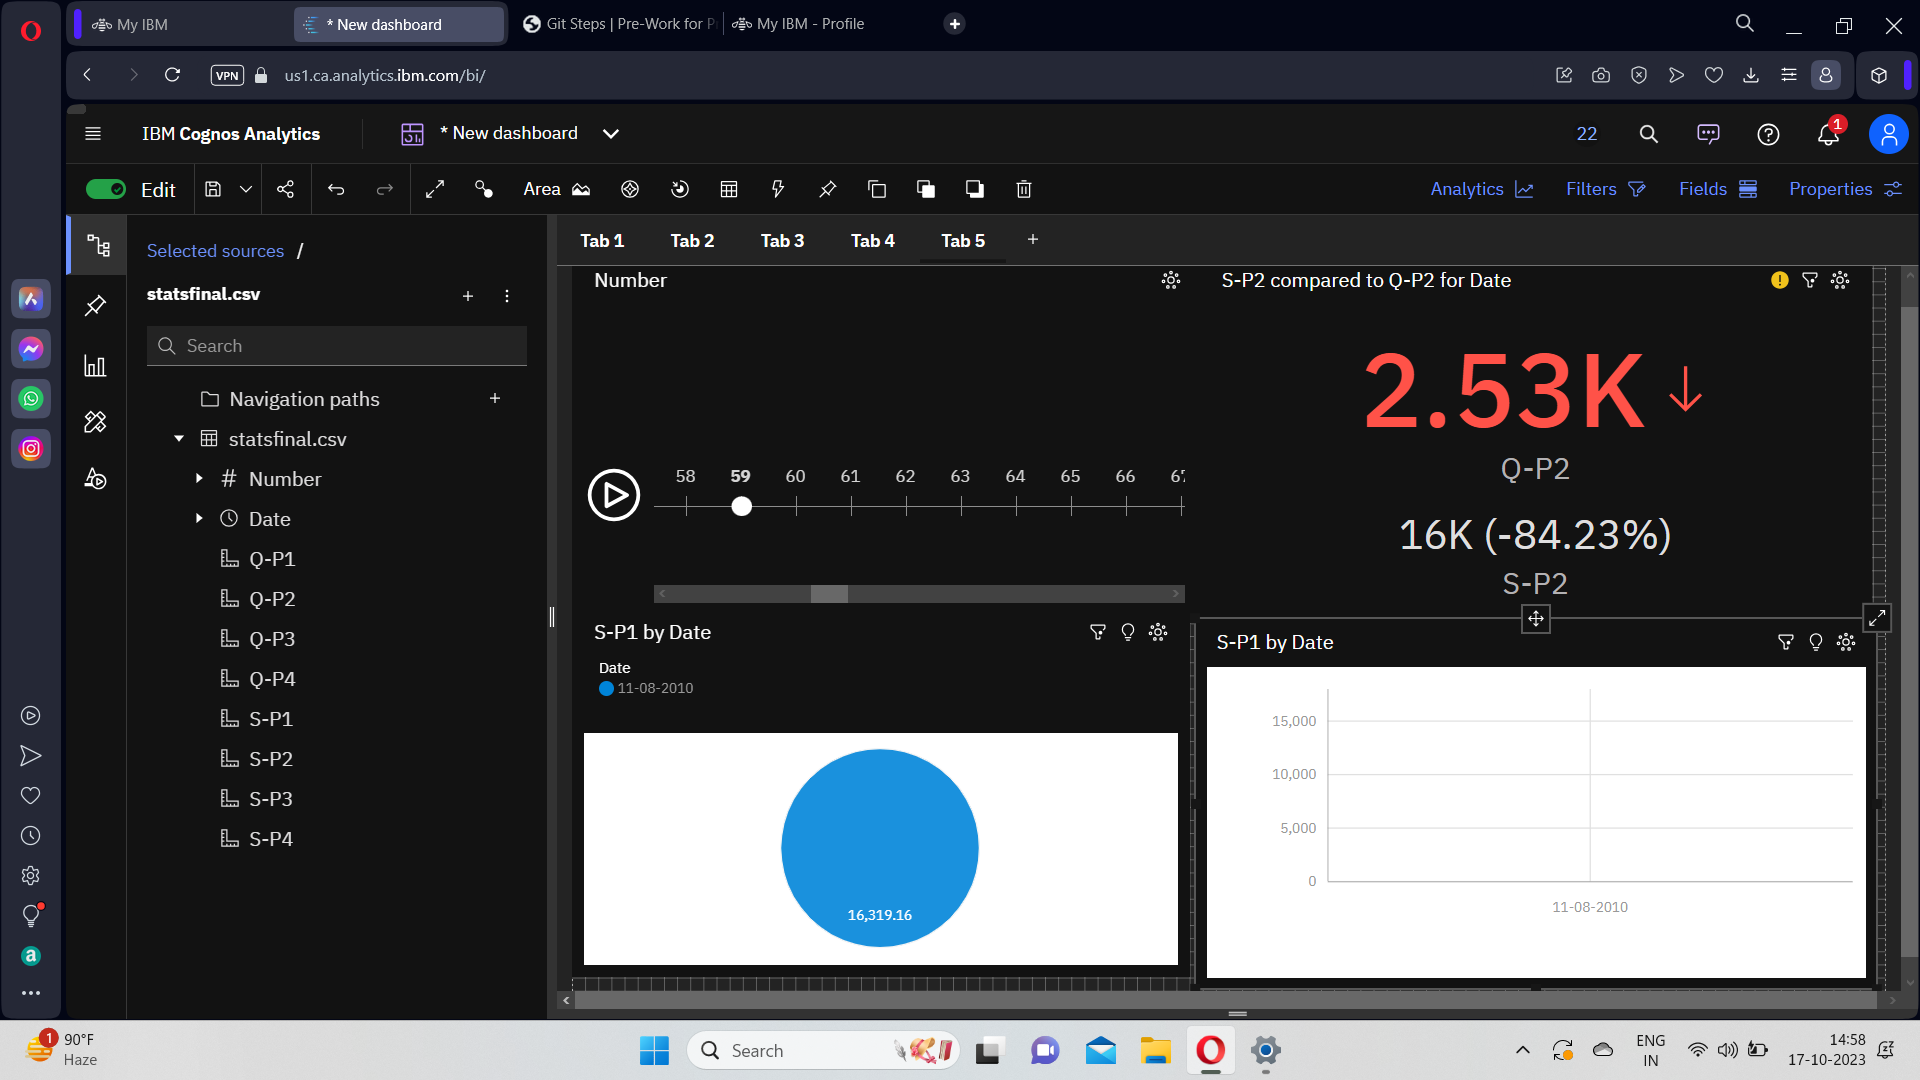 My IBM
* New dashboard
Git Steps | Pre-Work for P
My IBM - Profile
VPN
us1.ca.analytics.ibm.com/bi/
IBM Cognos Analytics
* New dashboard
22
1
Edit
Area
Analytics
Filters
Fields
Properties
Selected sources /
statsfinal.csv
Search
Navigation paths
statsfinal.csv
Number
Date
Q-P1
Q-P2
Q-P3
Q-P4
S-P1
S-P2
S-P3
S-P4
Tab 1
Tab 2
Tab 3
Tab 4
Tab 5
Number
58 59 60 61 62 63 64 65 66 67
S-P2 compared to Q-P2 for Date
2.53K
Q-P2
16K (-84.23%)
S-P2
S-P1 by Date
Date
11-08-2010
16,319.16
S-P1 by Date
15,000
10,000
5,000
0
11-08-2010
1
90°F
Haze
Search
ENG
IN
14:58
17-10-2023